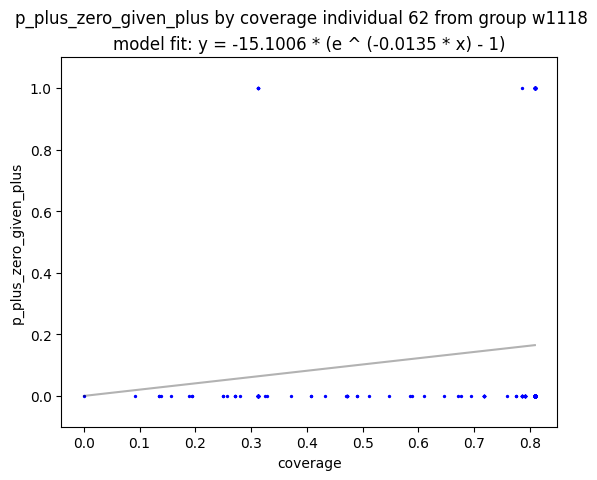 p_plus_zero_given_plus by coverage individual 62 from group w1118
model fit: y = -15.1006 * (e ^ (-0.0135 * x) - 1)
1.0
0.8
0.6
0.4
0.2
0.0
p_plus_zero_given_plus
0.0 0.1 0.2 0.3 0.4 0.5 0.6 0.7 0.8
coverage